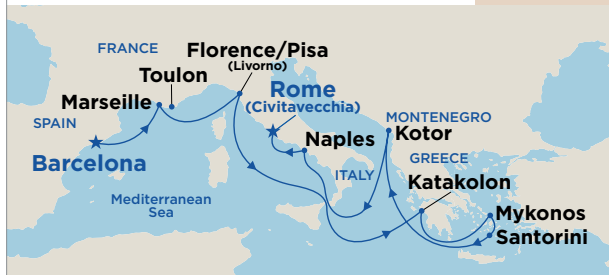 FRANCE
Florence/Pisa
(Livorno)
Toulon
Rome
(Civitavecchia)
Marseille
SPAIN
MONTENEGRO
Kotor
Naples
Barcelona
GREECE
ITALY
Katakolon
Mediterranean
Sea
Mykonos
Santorini